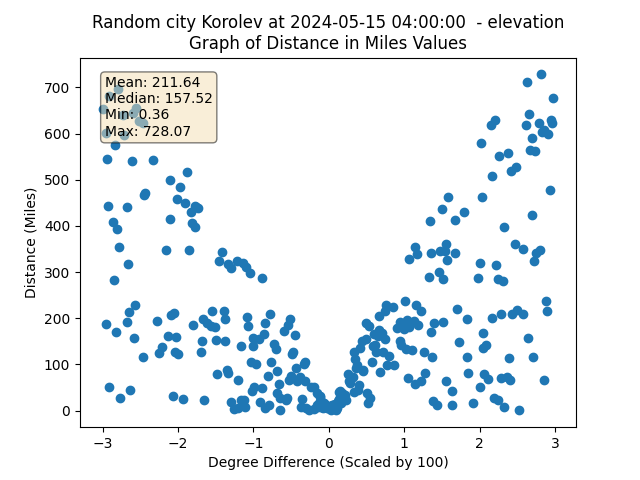 Random city Korolev at 2024-05-15 04:00:00 - elevation
Graph of Distance in Miles Values
Mean: 211.64
Median: 157.52
Min: 0.36
Max: 728.07
Distance (Miles)
700
600
500
400
300
200
100
0
−3 −2 −1 0 1 2 3
Degree Difference (Scaled by 100)